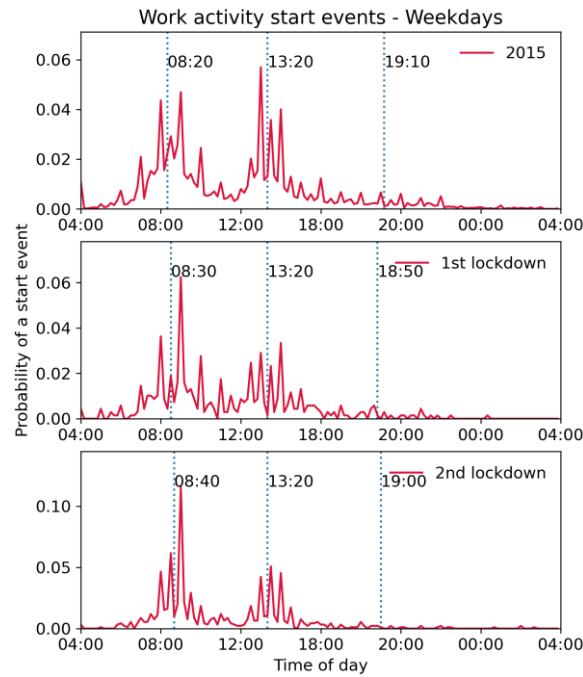 Work activity start events - Weekdays
08:20 13:20 19:10 2015
0.06
0.04
0.02
0.00
04:00 08:00 12:00 16:00 20:00 00:00 04:00
08:30 13:20 18:50 1st lockdown
0.06
0.04
0.02
0.00
04:00 08:00 12:00 18:00 20:00 00:00 04:00
08:40 13:20 19:00 2nd lockdown
0.10
0.05
0.00
04:00 08:00 12:00 18:00 20:00 00:00 04:00
Probability of a start event
Time of day